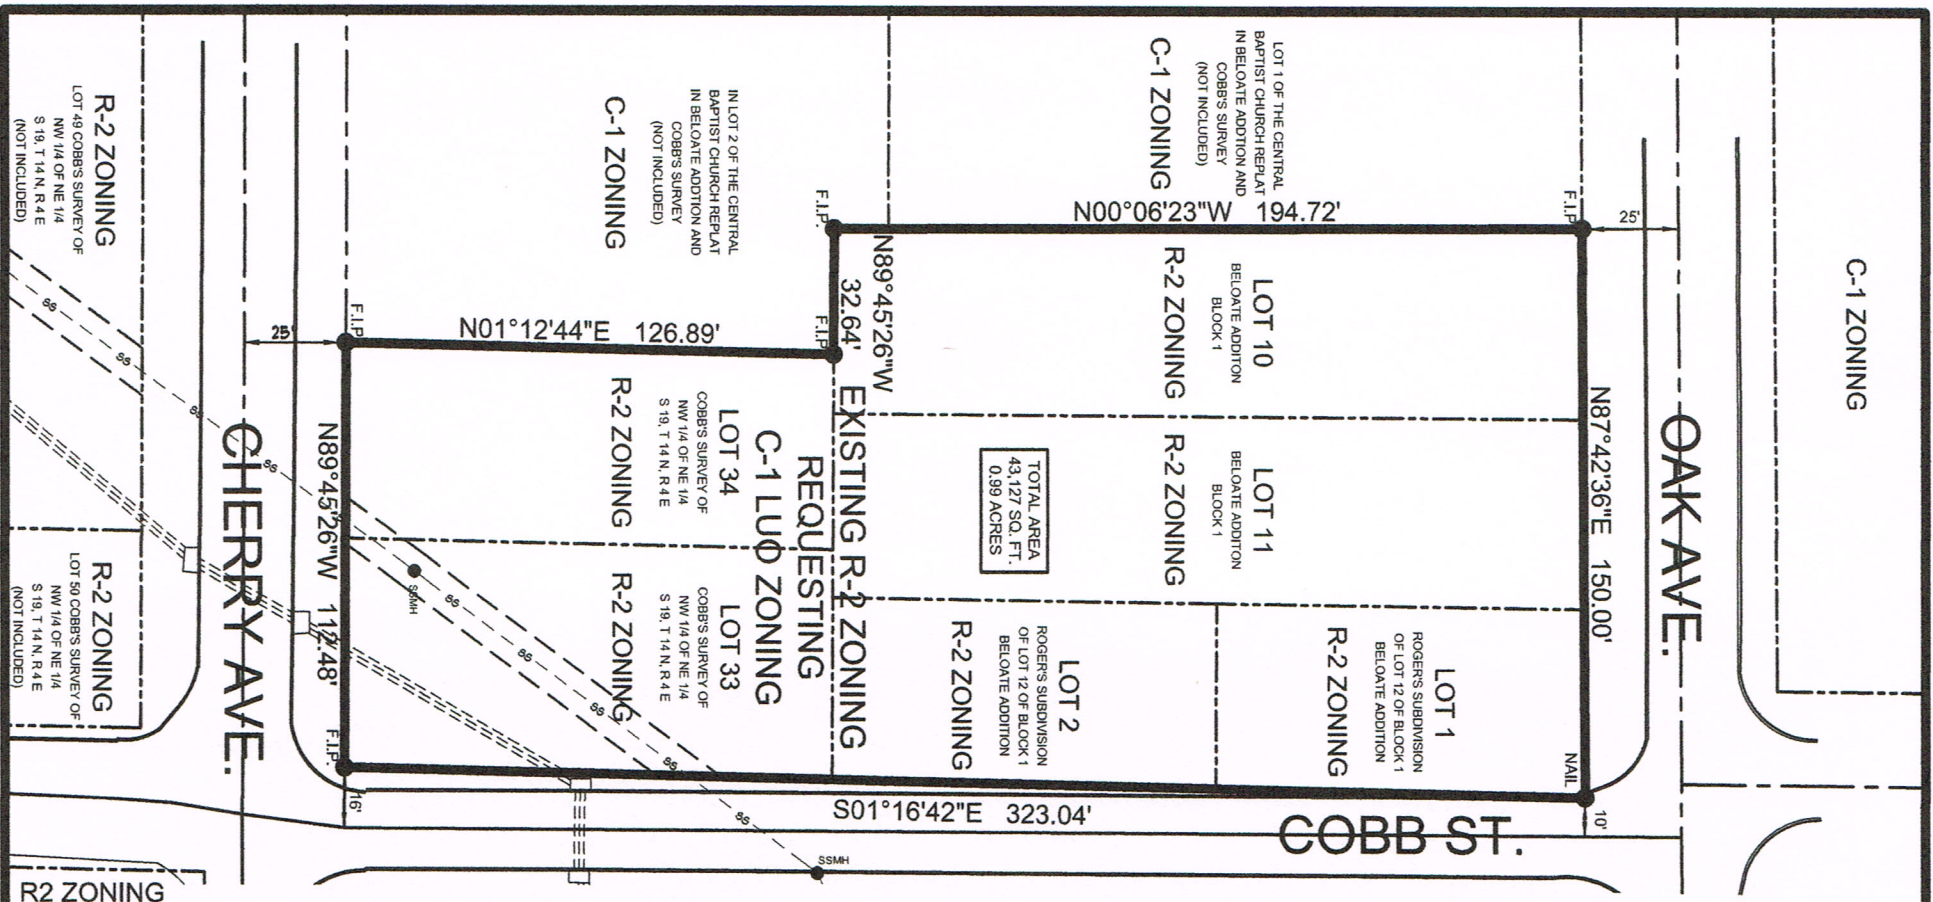 C-1 ZONING
OAK AVE.
25'
10'
N87°42'36"E 150.00'
F.I.P.
NAIL
LOT 1 OF THE CENTRAL
BAPTIST CHURCH REPLAT
IN BELOATE ADDTION AND
COBB'S SURVEY
(NOT INCLUDED)
C-1 ZONING
N00°06'23"W 194.72'
LOT 10
BELOATE ADDITON
BLOCK 1
R-2 ZONING
LOT 11
BELOATE ADDITON
BLOCK 1
R-2 ZONING
LOT 1
ROGER'S SUBDIVISION
OF LOT 12 OF BLOCK 1
BELOATE ADDITION
R-2 ZONING
LOT 2
ROGER'S SUBDIVISION
OF LOT 12 OF BLOCK 1
BELOATE ADDITION
R-2 ZONING
TOTAL AREA
43,127 SQ. FT.
0.99 ACRES
F.I.P.
N89°45'26"W
32.64'
F.I.P.
EXISTING R-2 ZONING
REQUESTING
C-1 LUO ZONING
IN LOT 2 OF THE CENTRAL
BAPTIST CHURCH REPLAT
IN BELOATE ADDTION AND
COBB'S SURVEY
(NOT INCLUDED)
C-1 ZONING
N01°12'44"E 126.89'
LOT 34
COBB'S SURVEY OF
NW 1/4 OF NE 1/4
S 19, T 14 N, R 4 E
R-2 ZONING
LOT 33
COBB'S SURVEY OF
NW 1/4 OF NE 1/4
S 19, T 14 N, R 4 E
R-2 ZONING
S01°16'42"E 323.04'
COBB ST.
SSMH
SSMH
SS
SS
SS
SS
SS
SS
SS
SS
SS
F.I.P.
N89°45'26"W 112.48'
F.I.P.
25'
16'
CHERRY AVE.
R-2 ZONING
LOT 49 COBB'S SURVEY OF
NW 1/4 OF NE 1/4
S 19, T 14 N, R 4 E
(NOT INCLUDED)
R-2 ZONING
LOT 50 COBB'S SURVEY OF
NW 1/4 OF NE 1/4
S 19, T 14 N, R 4 E
(NOT INCLUDED)
R2 ZONING